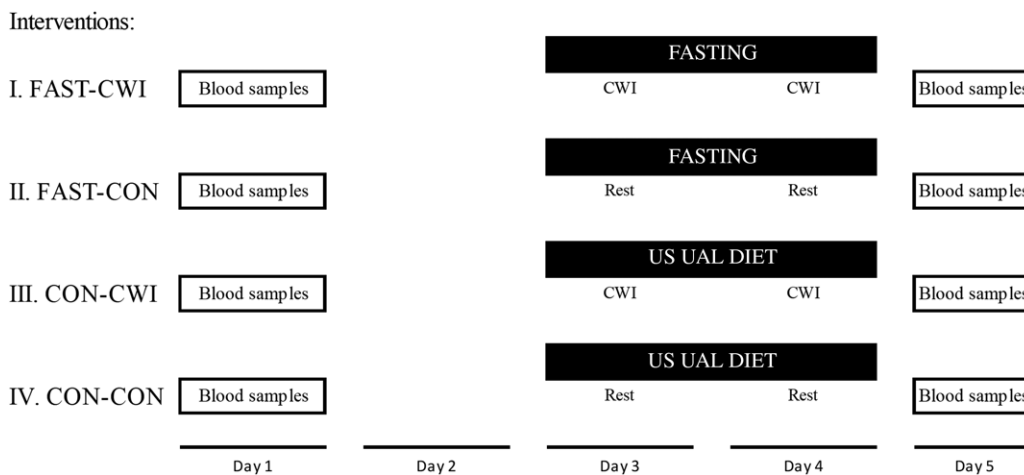 Interventions:
FASTING
I. FAST-CWI Blood samples CWI CWI Blood samples
FASTING
II. FAST-CON Blood samples Rest Rest Blood samples
US UAL DIET
III. CON-CWI Blood samples CWI CWI Blood samples
US UAL DIET
IV. CON-CON Blood samples Rest Rest Blood samples
Day 1 Day 2 Day 3 Day 4 Day 5